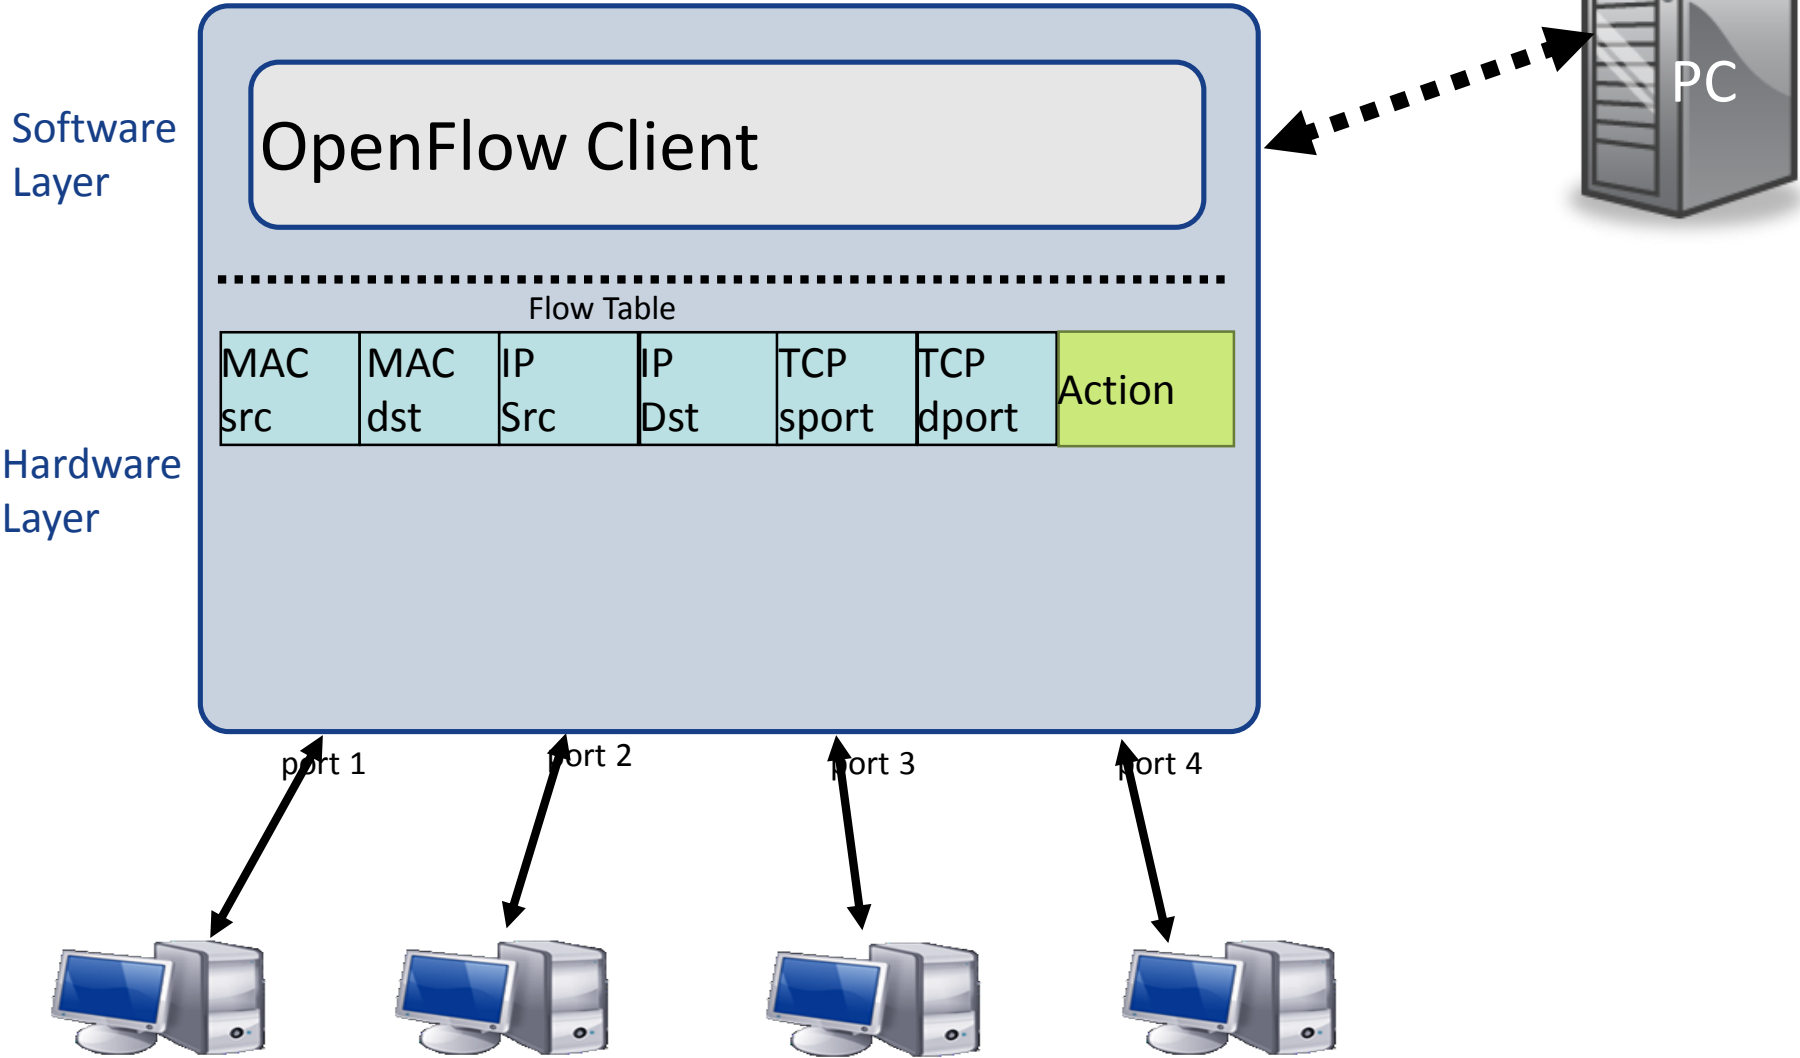 PC
Software
Layer
OpenFlow Client
Flow Table
MAC
src
MAC
dst
IP
Src
IP
Dst
TCP
sport
TCP
dport
Action
Hardware
Layer
port 1
port 2
port 3
port 4